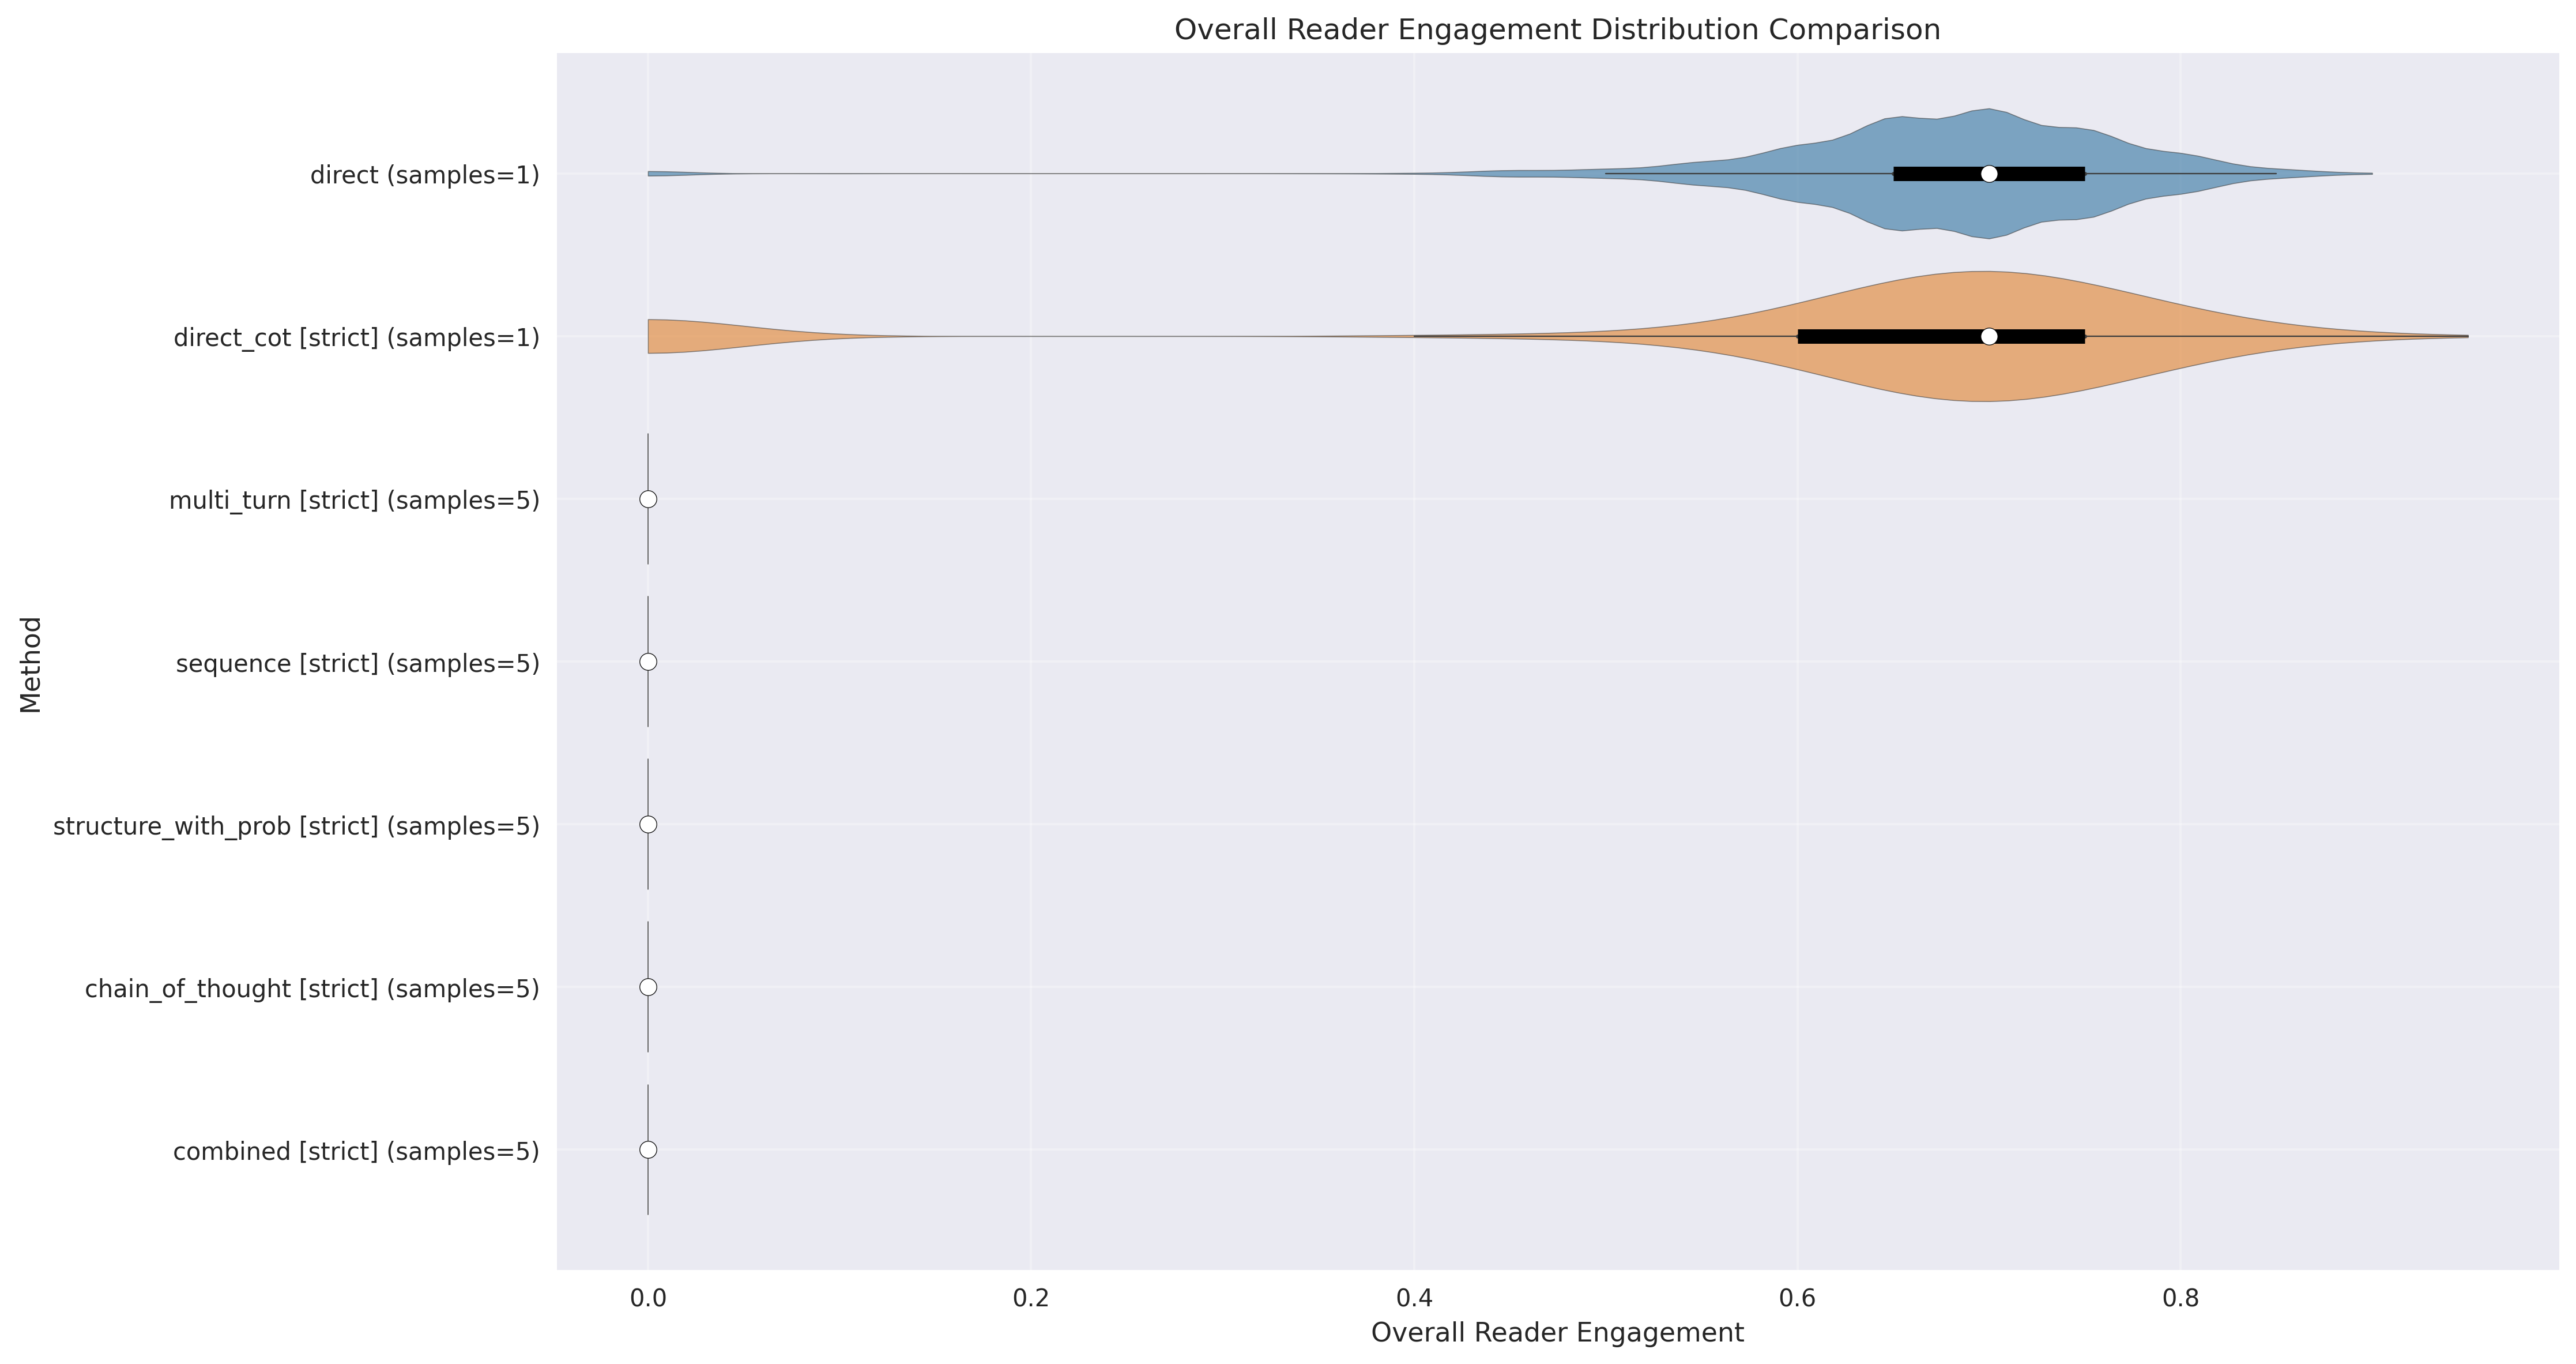 Overall Reader Engagement Distribution Comparison
direct (samples=1)
direct_cot [strict] (samples=1)
multi_turn [strict] (samples=5)
sequence [strict] (samples=5)
structure_with_prob [strict] (samples=5)
chain_of_thought [strict] (samples=5)
combined [strict] (samples=5)
Method
0.0 0.2 0.4 0.6 0.8
Overall Reader Engagement